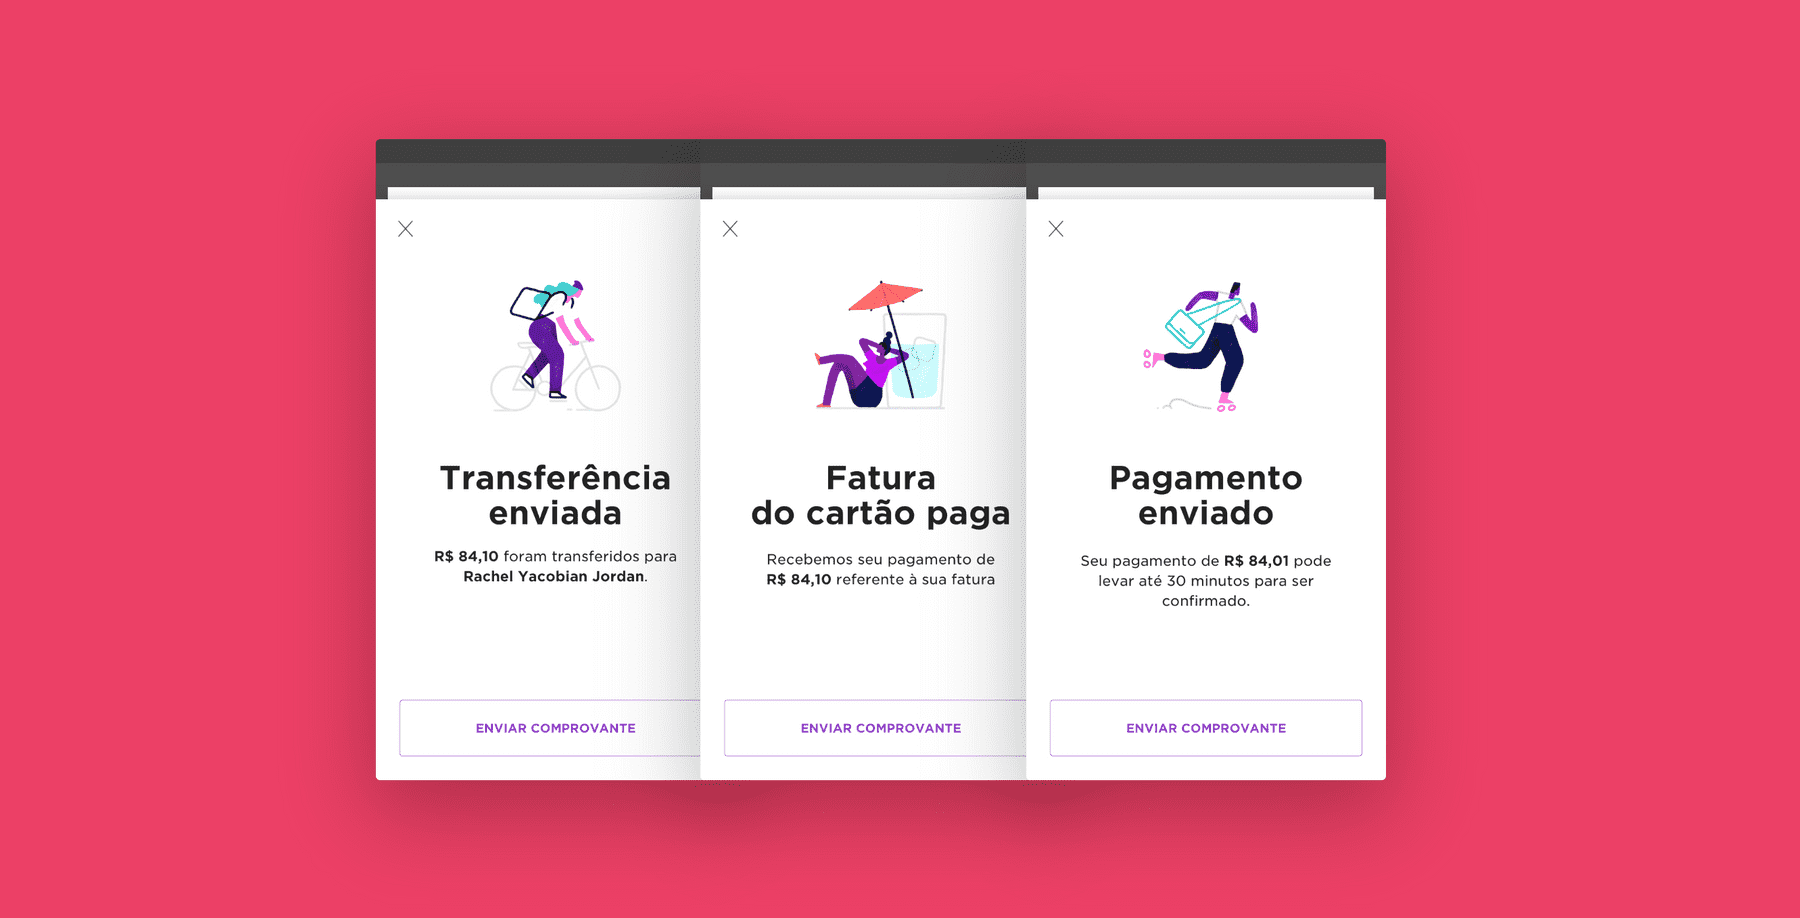 Transferência
enviada
R$ 84,10 foram transferidos para
Rachel Yacobian Jordan.
ENVIAR COMPROVANTE
Fatura
do cartão paga
Recebemos seu pagamento de
R$ 84,10 referente à sua fatura
ENVIAR COMPROVANTE
Pagamento
enviado
Seu pagamento de R$ 84,01 pode
levar até 30 minutos para ser
confirmado.
ENVIAR COMPROVANTE